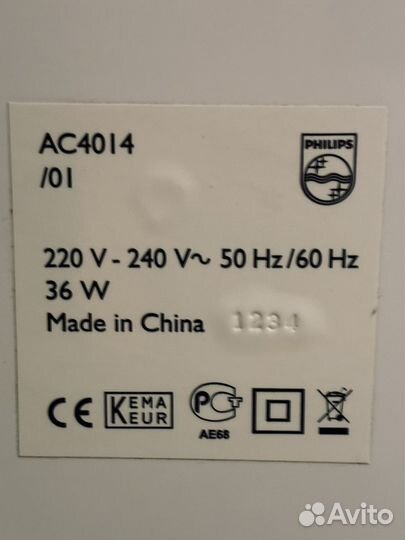 AC4014
/01
PHILIPS
220 V - 240 V~ 50 Hz/60 Hz
36 W
Made in China 1234
CE KEMA KEUR PCT AE68
Avito